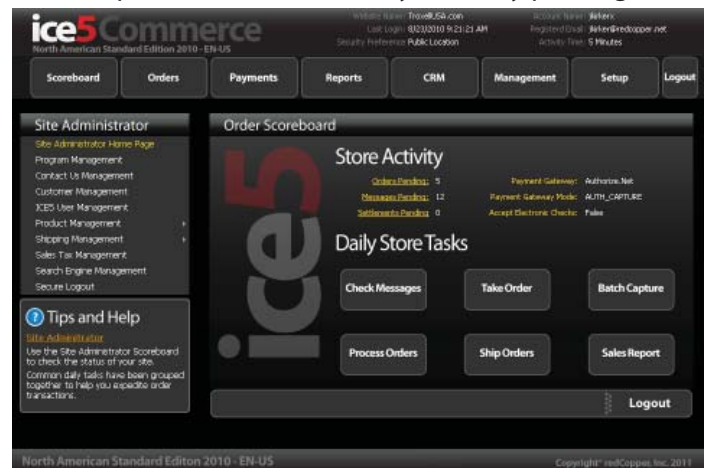 ice5Commerce
North American Standard Edition 2010 - EN-US
Website Name: TravelUSA.com
Last Login: 8/23/2010 9:21:21 AM
Security Preference Public Location
Account Name:
Registered Email:
Activity Time: 5 Minutes
Scoreboard Orders Payments Reports CRM Management Setup Logout
Site Administrator
Site Administrator Home Page
Program Management
Contact Us Management
Customer Management
ICE5 User Management
Product Management
Shipping Management
Sales Tax Management
Search Engine Management
Secure Logout
Tips and Help
Site Administrator
Use the Site Administrator Scoreboard
to check the status of your site.
Common daily tasks have been grouped
together to help you expedite order
transactions.
Order Scoreboard
ice5
Store Activity
Orders Pending: 5 Payment Gateway: Authorize.Net
Messages Pending: 12 Payment Gateway Mode: AUTH_CAPTURE
Settlements Pending 0 Accept Electronic Checks: False
Daily Store Tasks
Check Messages Take Order Batch Capture
Process Orders Ship Orders Sales Report
Logout
North American Standard Editon 2010 - EN-US
Copyright® redCopper, Inc. 2011